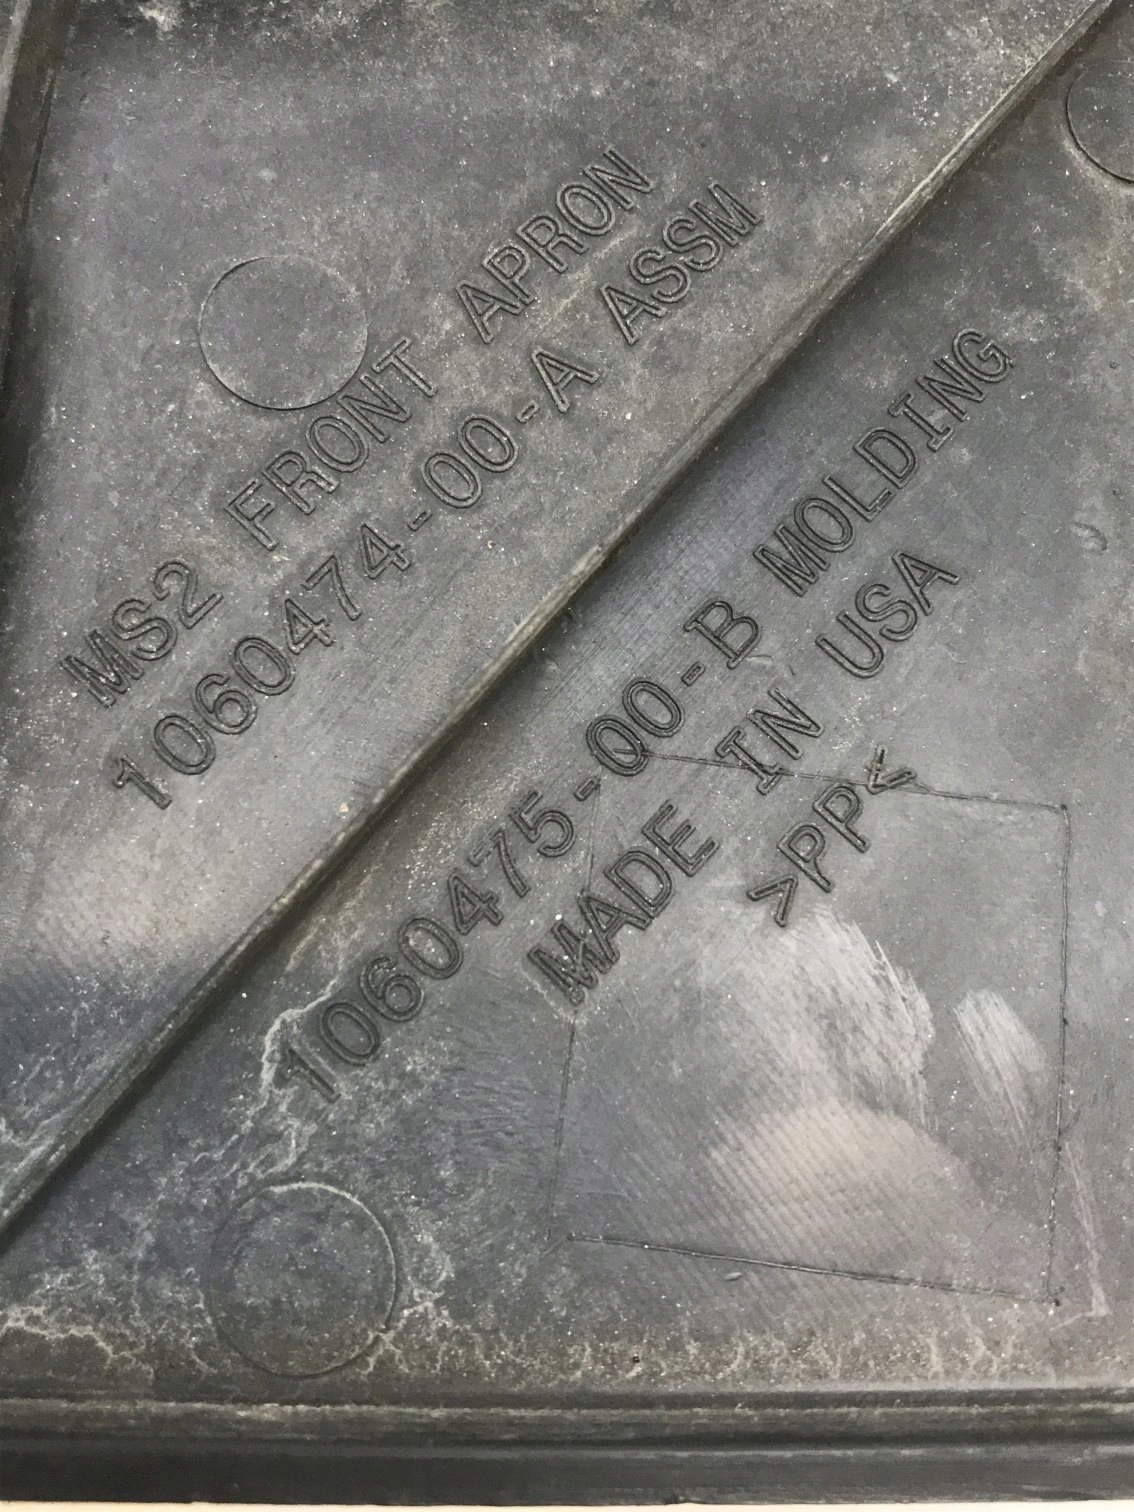 MS2 FRONT APRON
1060474-00-A ASSM
1060475-00-B MOLDING
MADE IN USA
>PP<